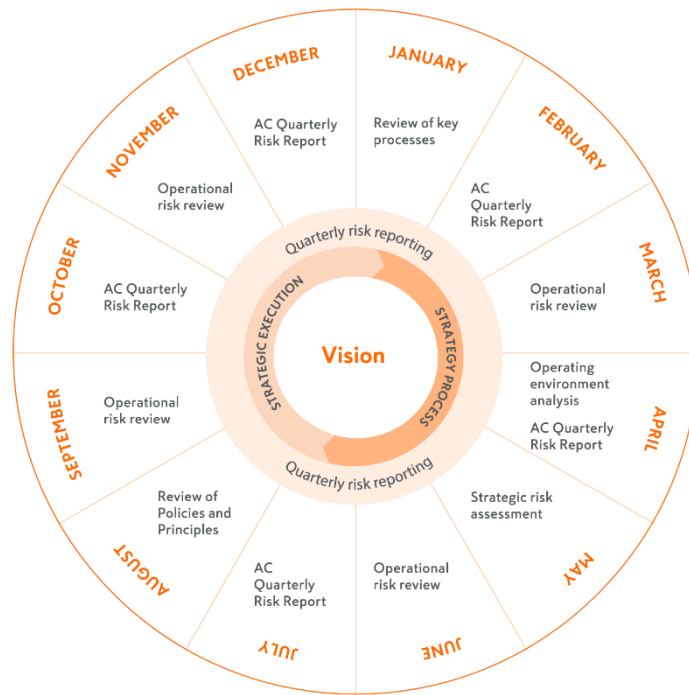 JANUARY
Review of key
processes
FEBRUARY
AC
Quarterly
Risk Report
MARCH
Operational
risk review
APRIL
Operating
environment
analysis
AC Quarterly
Risk Report
MAY
Strategic risk
assessment
JUNE
Operational
risk review
JULY
AC
Quarterly
Risk Report
AUGUST
Review of
Policies and
Principles
SEPTEMBER
Operational
risk review
OCTOBER
AC Quarterly
Risk Report
NOVEMBER
Operational
risk review
DECEMBER
AC Quarterly
Risk Report
Quarterly risk reporting
STRATEGIC EXECUTION
STRATEGY PROCESS
Vision
Quarterly risk reporting